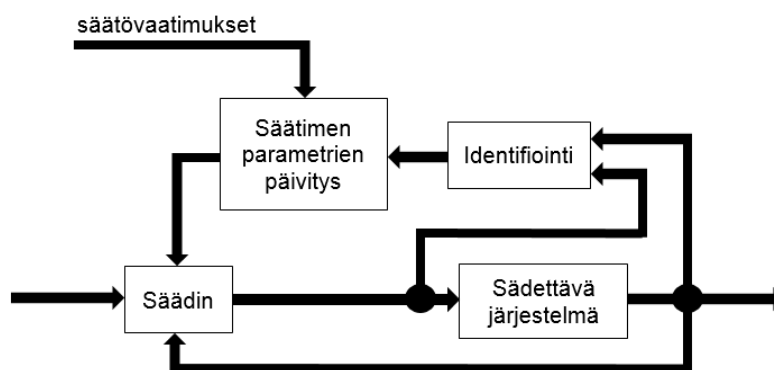 säätövaatimukset
Säätimen
parametrien
päivitys
Identifiointi
Säädin
Sädettävä
järjestelmä